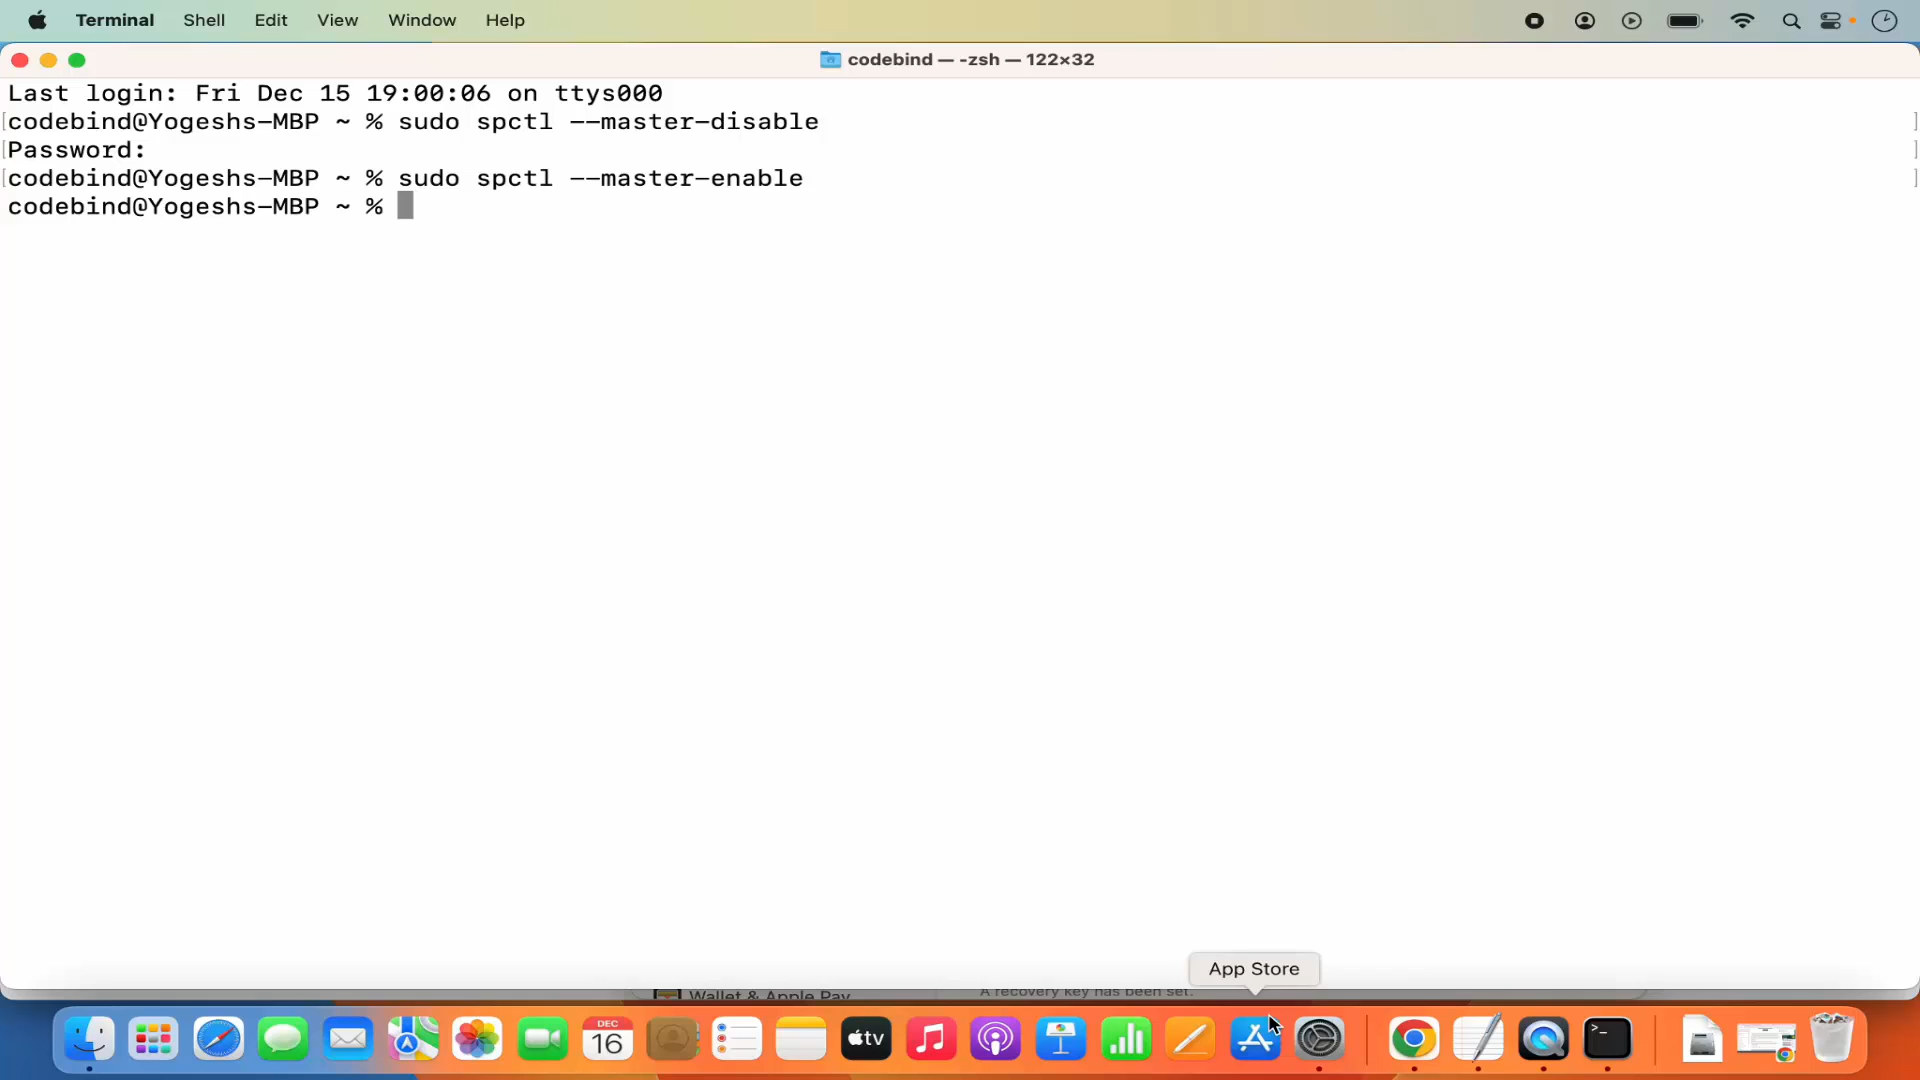 Terminal Shell Edit View Window Help
codebind — -zsh — 122×32
Last login: Fri Dec 15 19:00:06 on ttys000
[codebind@Yogeshs-MBP ~ % sudo spctl --master-disable ]
[Password: ]
[codebind@Yogeshs-MBP ~ % sudo spctl --master-enable ]
codebind@Yogeshs-MBP ~ %
App Store
Wallet & Apple Pay
A recovery key has been set.
DEC
16
tv
>_